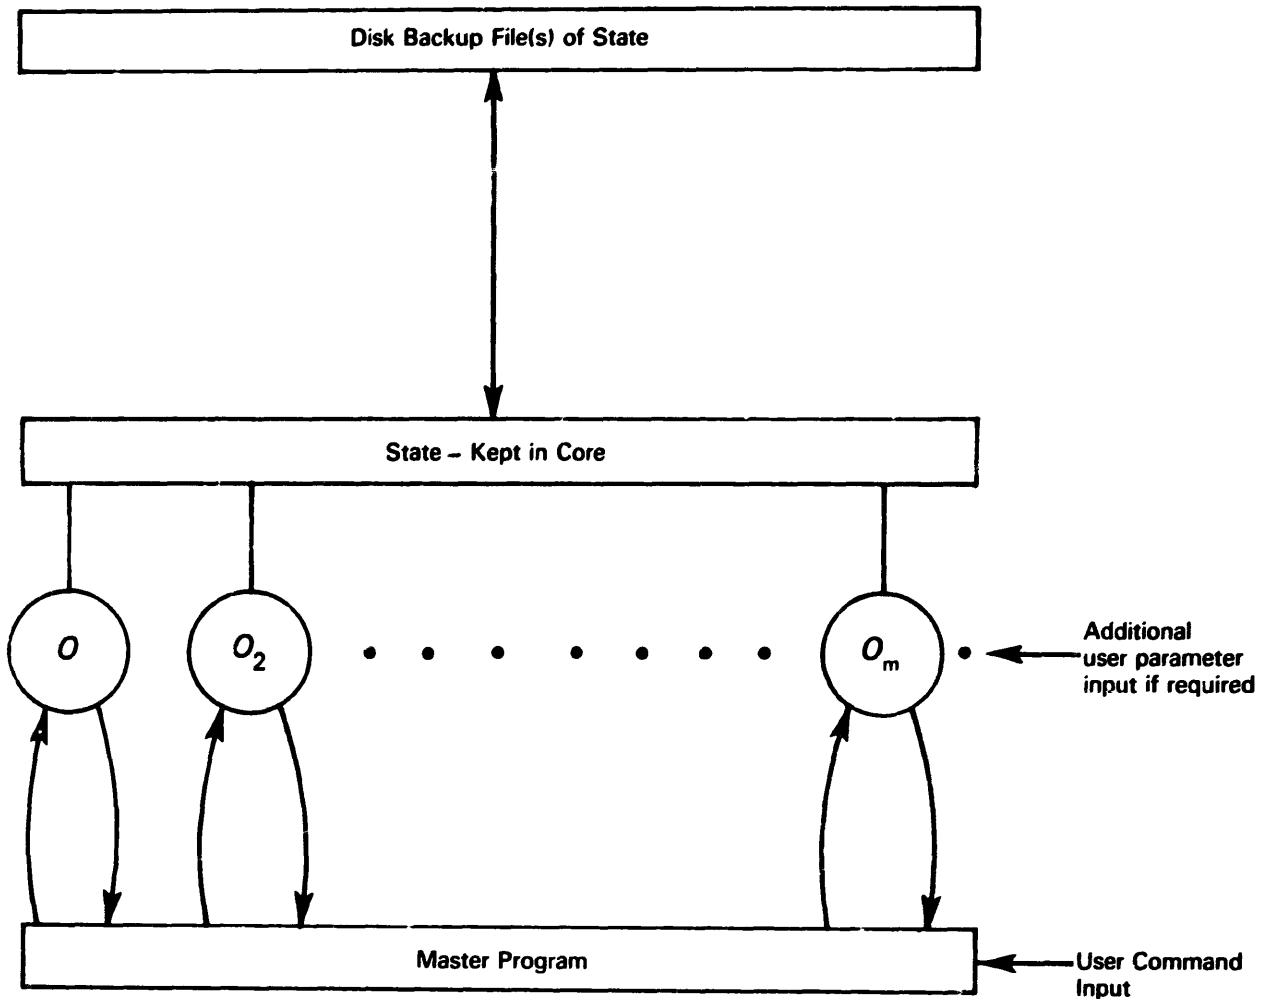 Disk Backup File(s) of State
State – Kept in Core
O
O₂
Oₘ
Additional
user parameter
input if required
Master Program
User Command
Input